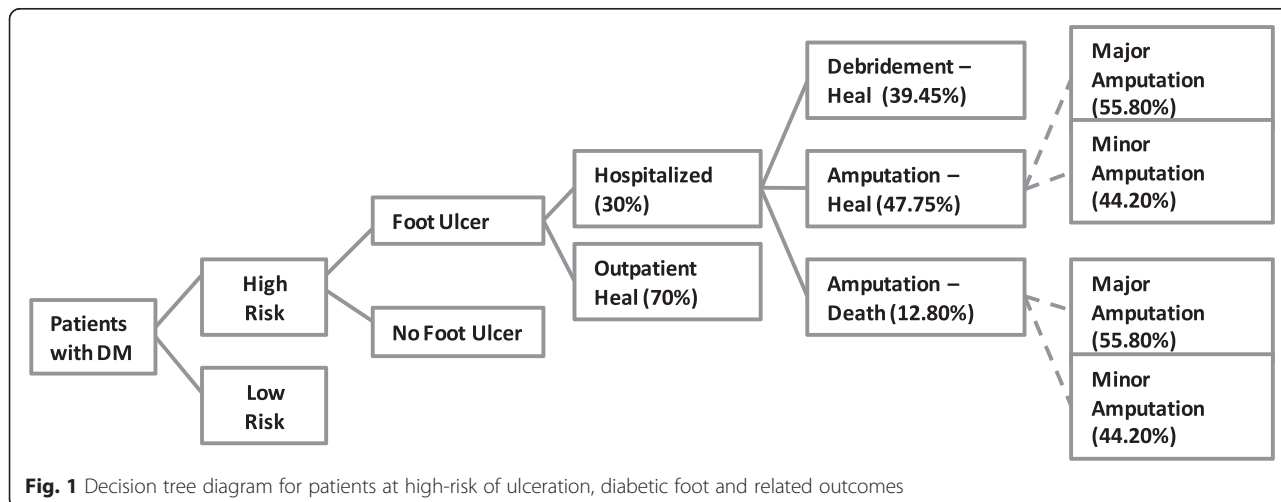 Patients
with DM
High
Risk
Low
Risk
Foot Ulcer
No Foot Ulcer
Hospitalized
(30%)
Outpatient
Heal (70%)
Debridement –
Heal (39.45%)
Amputation –
Heal (47.75%)
Amputation –
Death (12.80%)
Major
Amputation
(55.80%)
Minor
Amputation
(44.20%)
Major
Amputation
(55.80%)
Minor
Amputation
(44.20%)
Fig. 1 Decision tree diagram for patients at high-risk of ulceration, diabetic foot and related outcomes